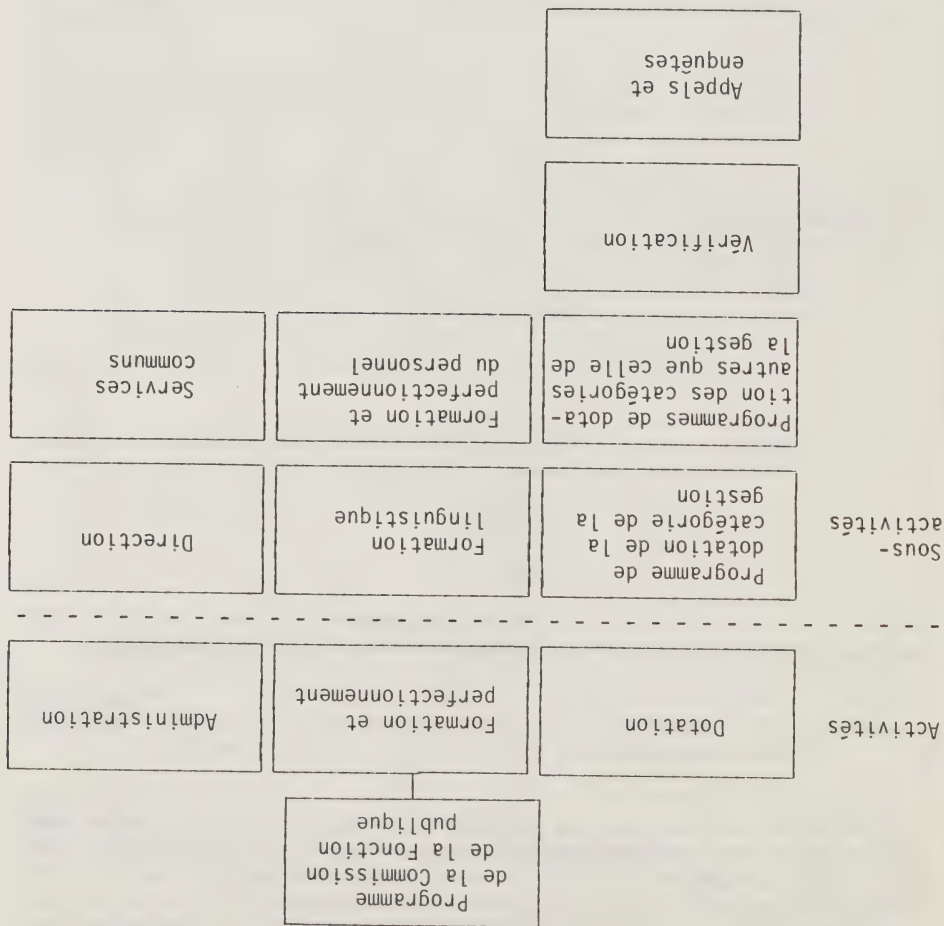 Programme
de la Commission
de la Fonction
publique
Activités
Dotation
Formation et
perfectionnement
Administration
Sous-
activités
Programme de
dotation de la
catégorie de la
gestion
Formation
linguistique
Direction
Programmes de dota-
tion des catégories
autres que celle de
la gestion
Formation et
perfectionnement
du personnel
Services
communs
Vérification
Appels et
enquêtes